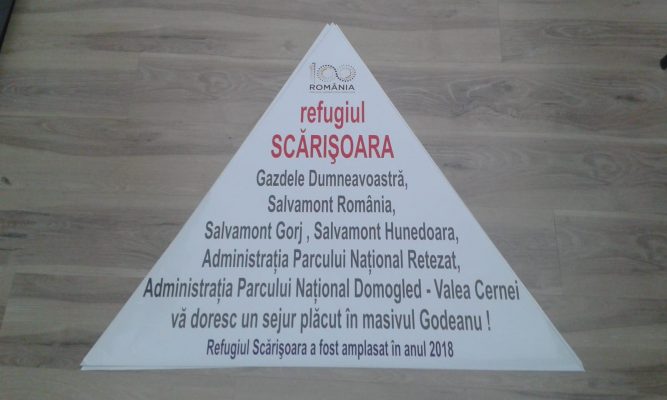 100
ROMÂNIA
refugiul
SCĂRIŞOARA
Gazdele Dumneavoastră,
Salvamont România,
Salvamont Gorj , Salvamont Hunedoara,
Administraţia Parcului Naţional Retezat,
Administraţia Parcului Naţional Domogled - Valea Cernei
vă doresc un sejur plăcut în masivul Godeanu !
Refugiul Scărişoara a fost amplasat în anul 2018